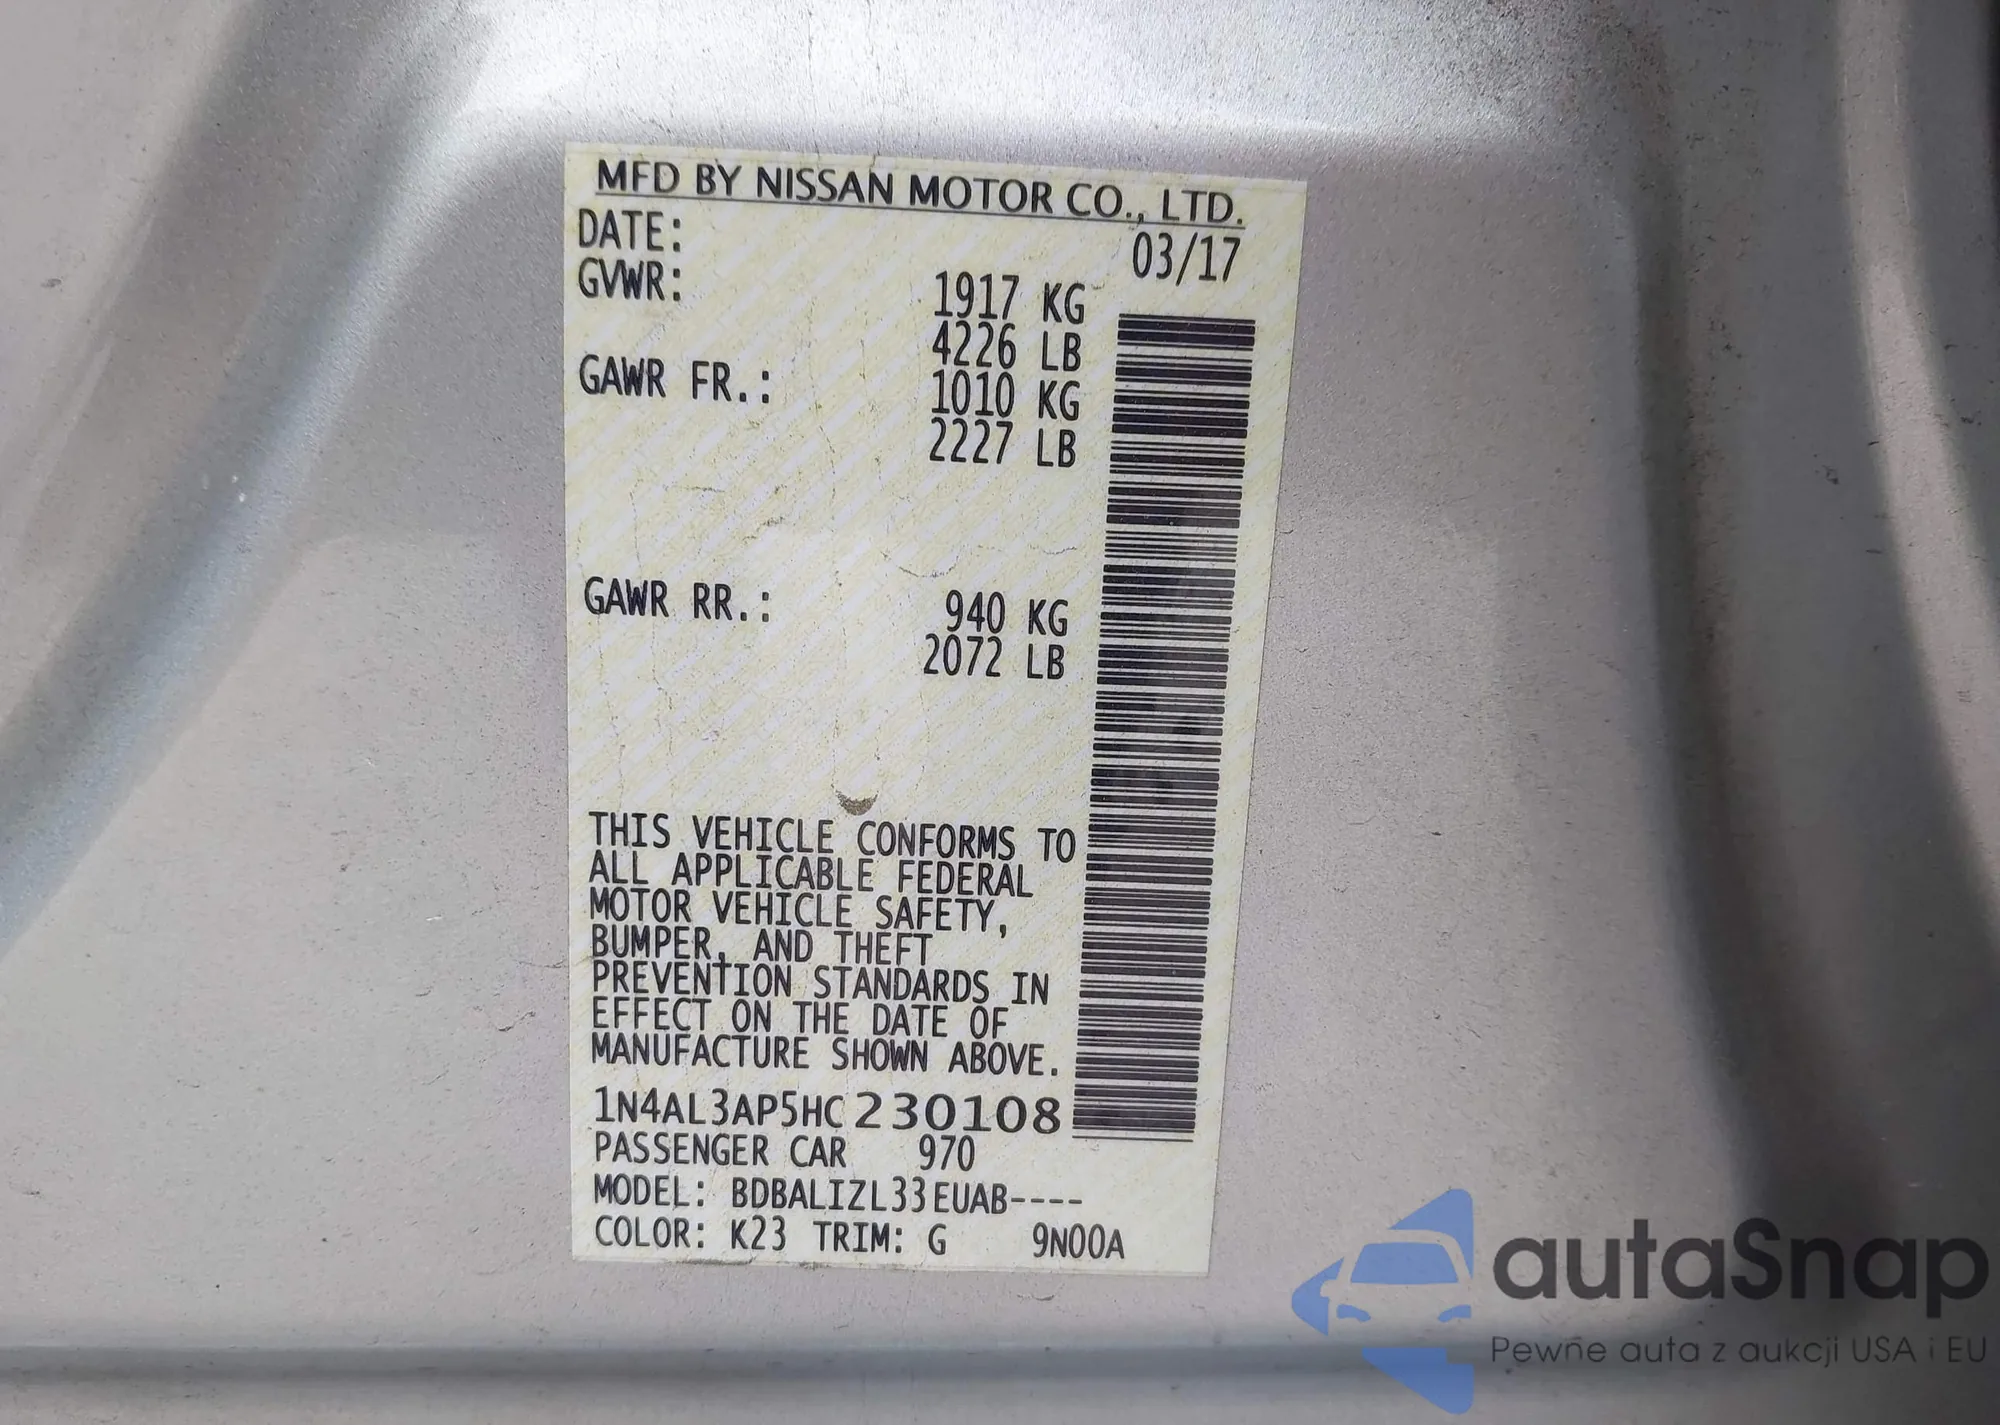 MFD BY NISSAN MOTOR CO., LTD.
DATE: 03/17
GVWR: 1917 KG
4226 LB
GAWR FR.: 1010 KG
2227 LB
GAWR RR.: 940 KG
2072 LB
THIS VEHICLE CONFORMS TO
ALL APPLICABLE FEDERAL
MOTOR VEHICLE SAFETY,
BUMPER, AND THEFT
PREVENTION STANDARDS IN
EFFECT ON THE DATE OF
MANUFACTURE SHOWN ABOVE.
1N4AL3AP5HC230108
PASSENGER CAR 970
MODEL: BDBALIZL33EUAB----
COLOR: K23 TRIM: G 9N00A
autaSnap
Pewne auta z aukcji USA i EU